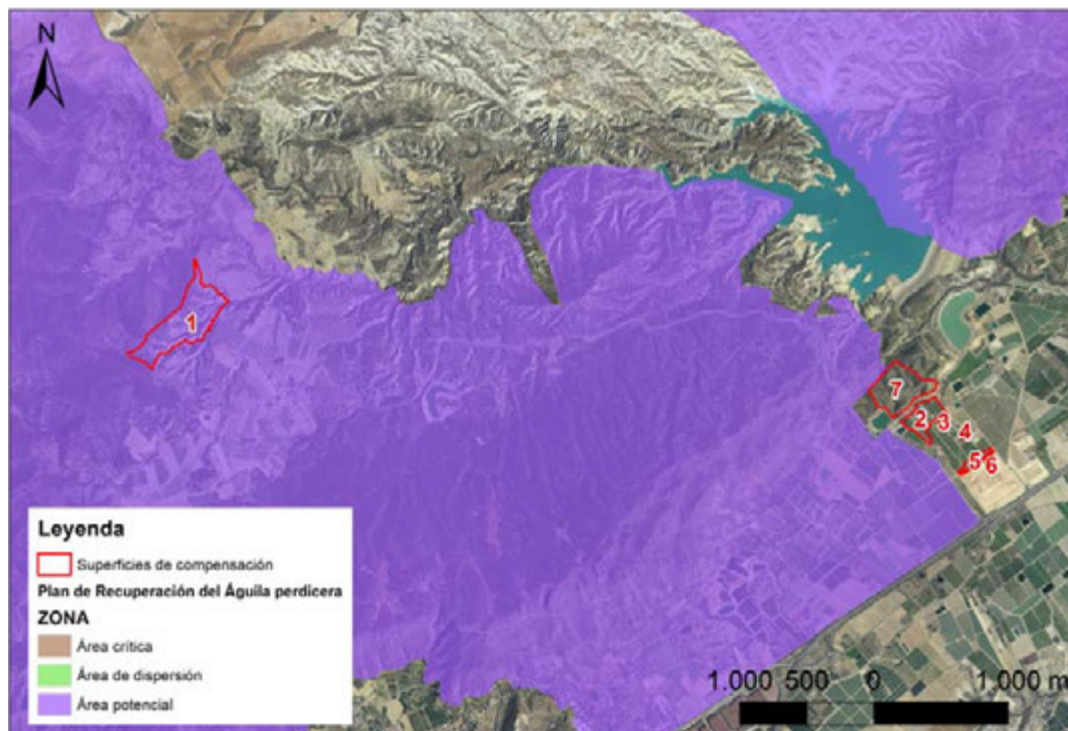 N
1
7
2
3
4
5
6
Leyenda
Superficies de compensación
Plan de Recuperación del Águila perdicera
ZONA
Área crítica
Área de dispersión
Área potencial
1.000 500 0 1.000 m